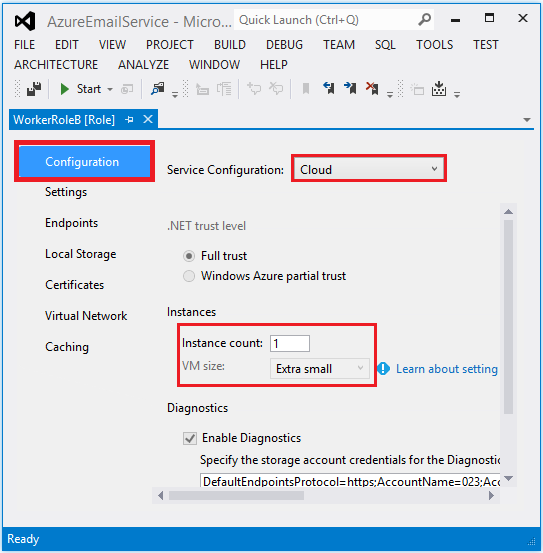 AzureEmailService - Micro...
Quick Launch (Ctrl+Q)
FILE EDIT VIEW PROJECT BUILD DEBUG TEAM SQL TOOLS TEST
ARCHITECTURE ANALYZE WINDOW HELP
Start
WorkerRoleB [Role]
Configuration
Settings
Endpoints
Local Storage
Certificates
Virtual Network
Caching
Service Configuration: Cloud
.NET trust level
Full trust
Windows Azure partial trust
Instances
Instance count: 1
VM size: Extra small
Learn about setting
Diagnostics
Enable Diagnostics
Specify the storage account credentials for the Diagnostic
DefaultEndpointsProtocol=https;AccountName=023;Acc
Ready